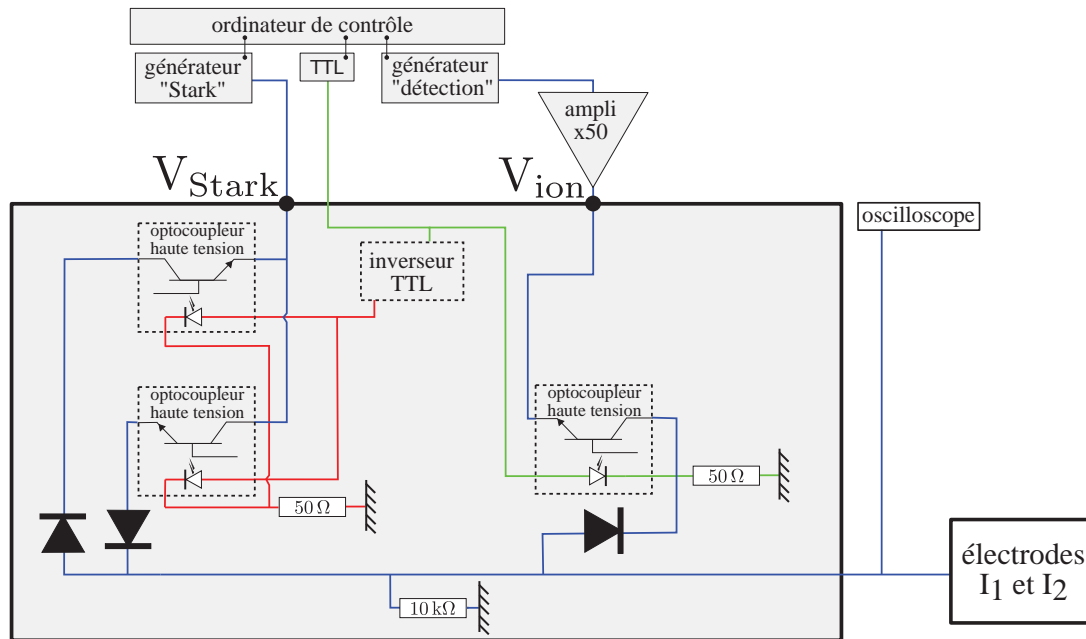 ordinateur de contrôle
générateur
"Stark"
TTL
générateur
"détection"
ampli
x50
VStark
Vion
oscilloscope
optocoupleur
haute tension
inverseur
TTL
optocoupleur
haute tension
optocoupleur
haute tension
50 Ω
50 Ω
10 kΩ
électrodes
I1 et I2